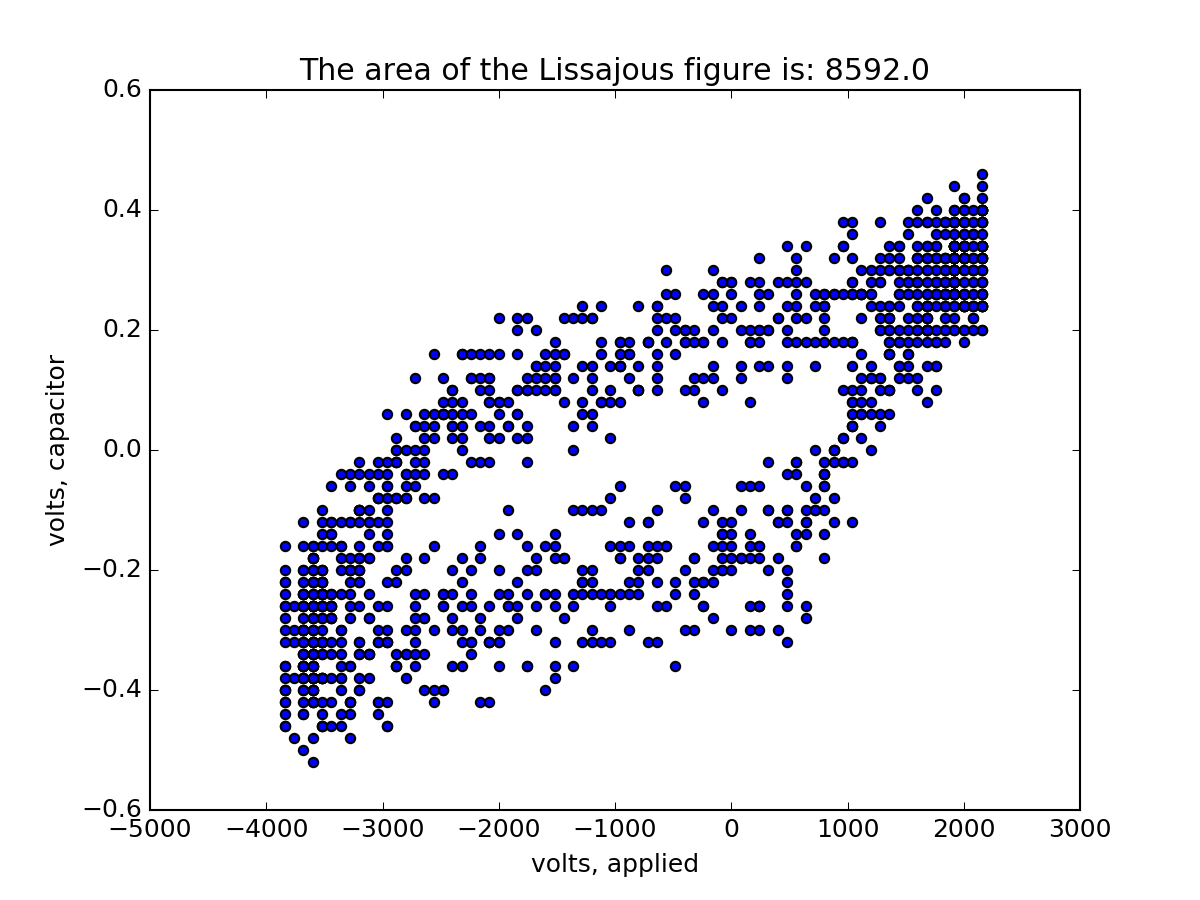 The area of the Lissajous figure is: 8592.0
0.6
0.4
0.2
0.0
−0.2
−0.4
−0.6
volts, capacitor
−5000 −4000 −3000 −2000 −1000 0 1000 2000 3000
volts, applied